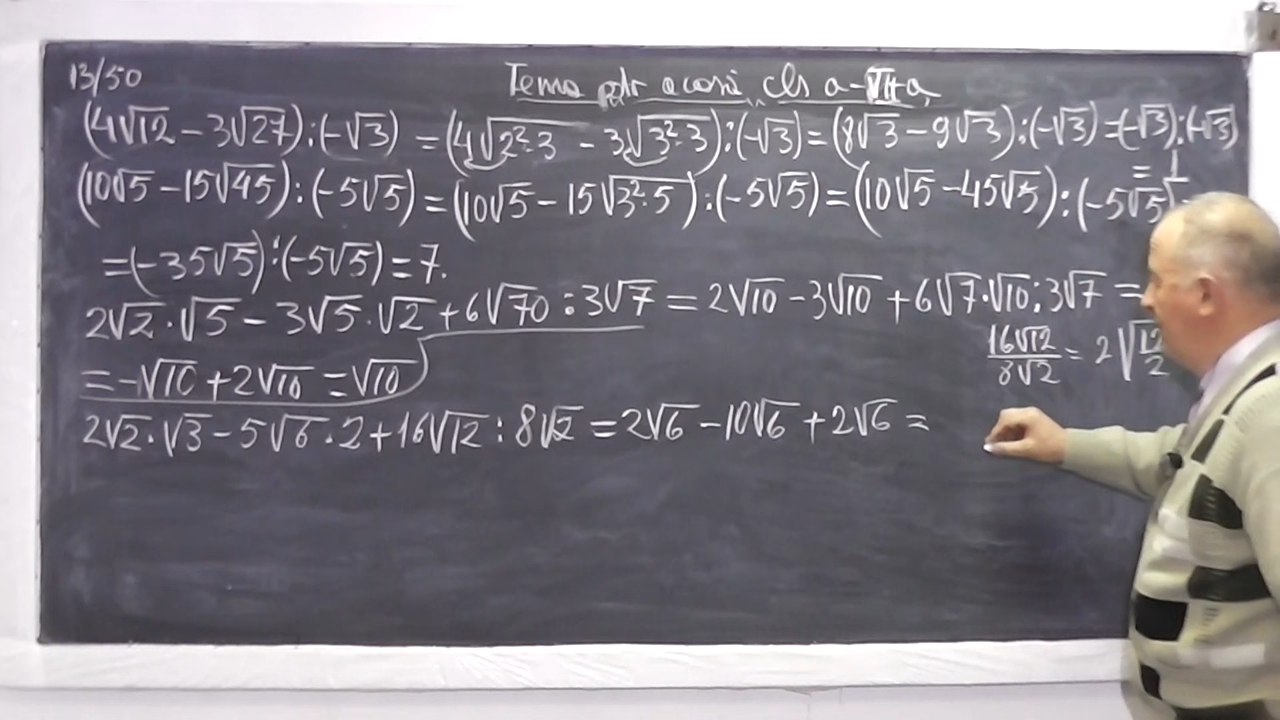 13/50
Tema ptr acasă, cls a-VII-a
(4√12 - 3√27):(-√3) = (4√2²·3 - 3√3²·3):(-√3) = (8√3 - 9√3):(-√3) = (-√3):(-√3)
= 1
(10√5 - 15√45):(-5√5) = (10√5 - 15√3²·5):(-5√5) = (10√5 - 45√5):(-5√5)
= (-35√5):(-5√5) = 7.
2√2·√5 - 3√5·√2 + 6√70 : 3√7 = 2√10 - 3√10 + 6√7·√10 : 3√7 =
= -√10 + 2√10 = √10
16√12/8√2 = 2√12/2
2√2·√3 - 5√6·2 + 16√12 : 8√2 = 2√6 - 10√6 + 2√6 =